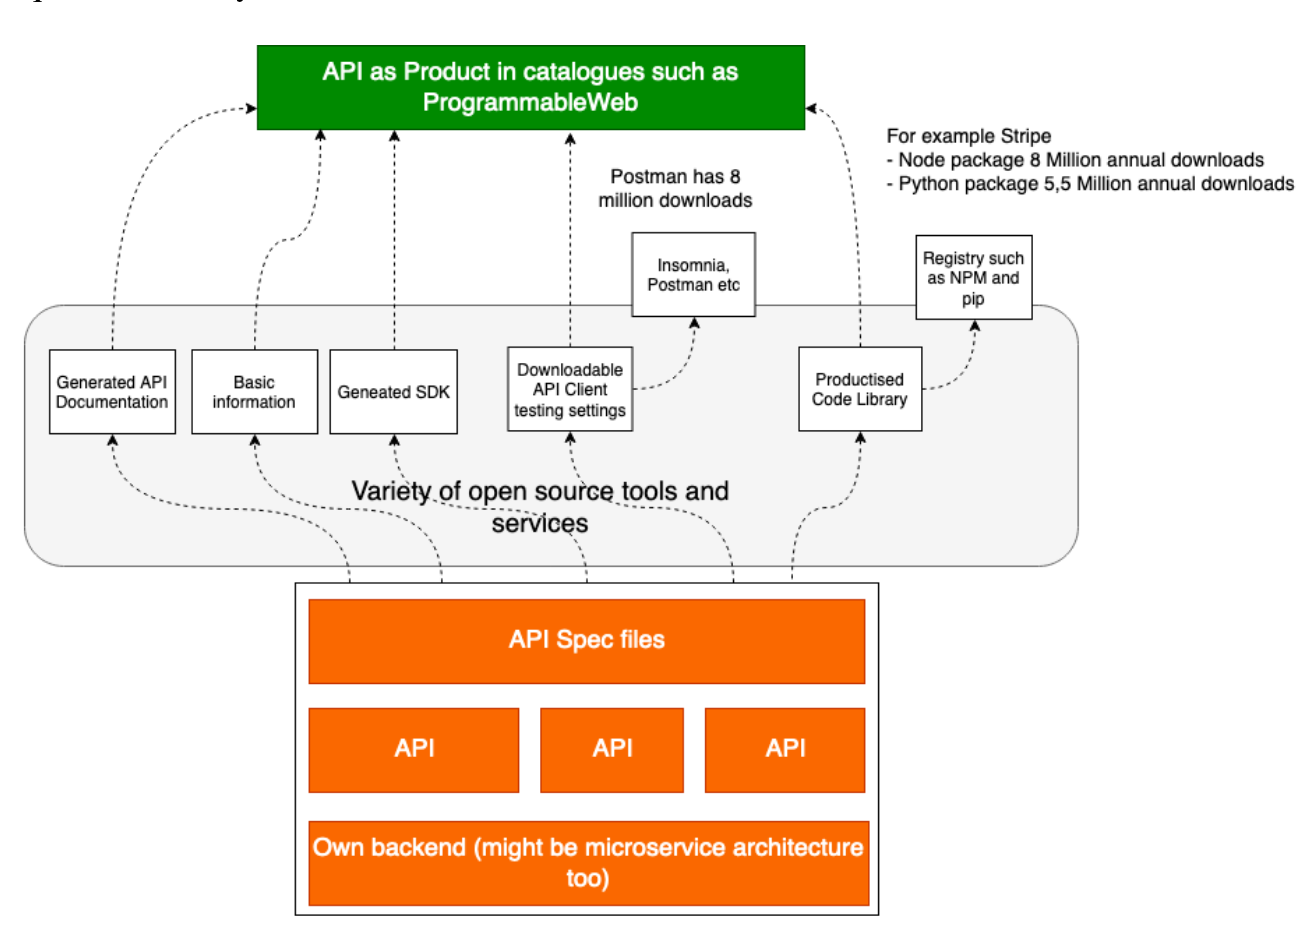 API as Product in catalogues such as
ProgrammableWeb
For example Stripe
- Node package 8 Million annual downloads
- Python package 5,5 Million annual downloads
Postman has 8
million downloads
Insomnia,
Postman etc
Registry such
as NPM and
pip
Generated API
Documentation
Basic
information
Geneated SDK
Downloadable
API Client
testing settings
Productised
Code Library
Variety of open source tools and
services
API Spec files
API
API
API
Own backend (might be microservice architecture
too)